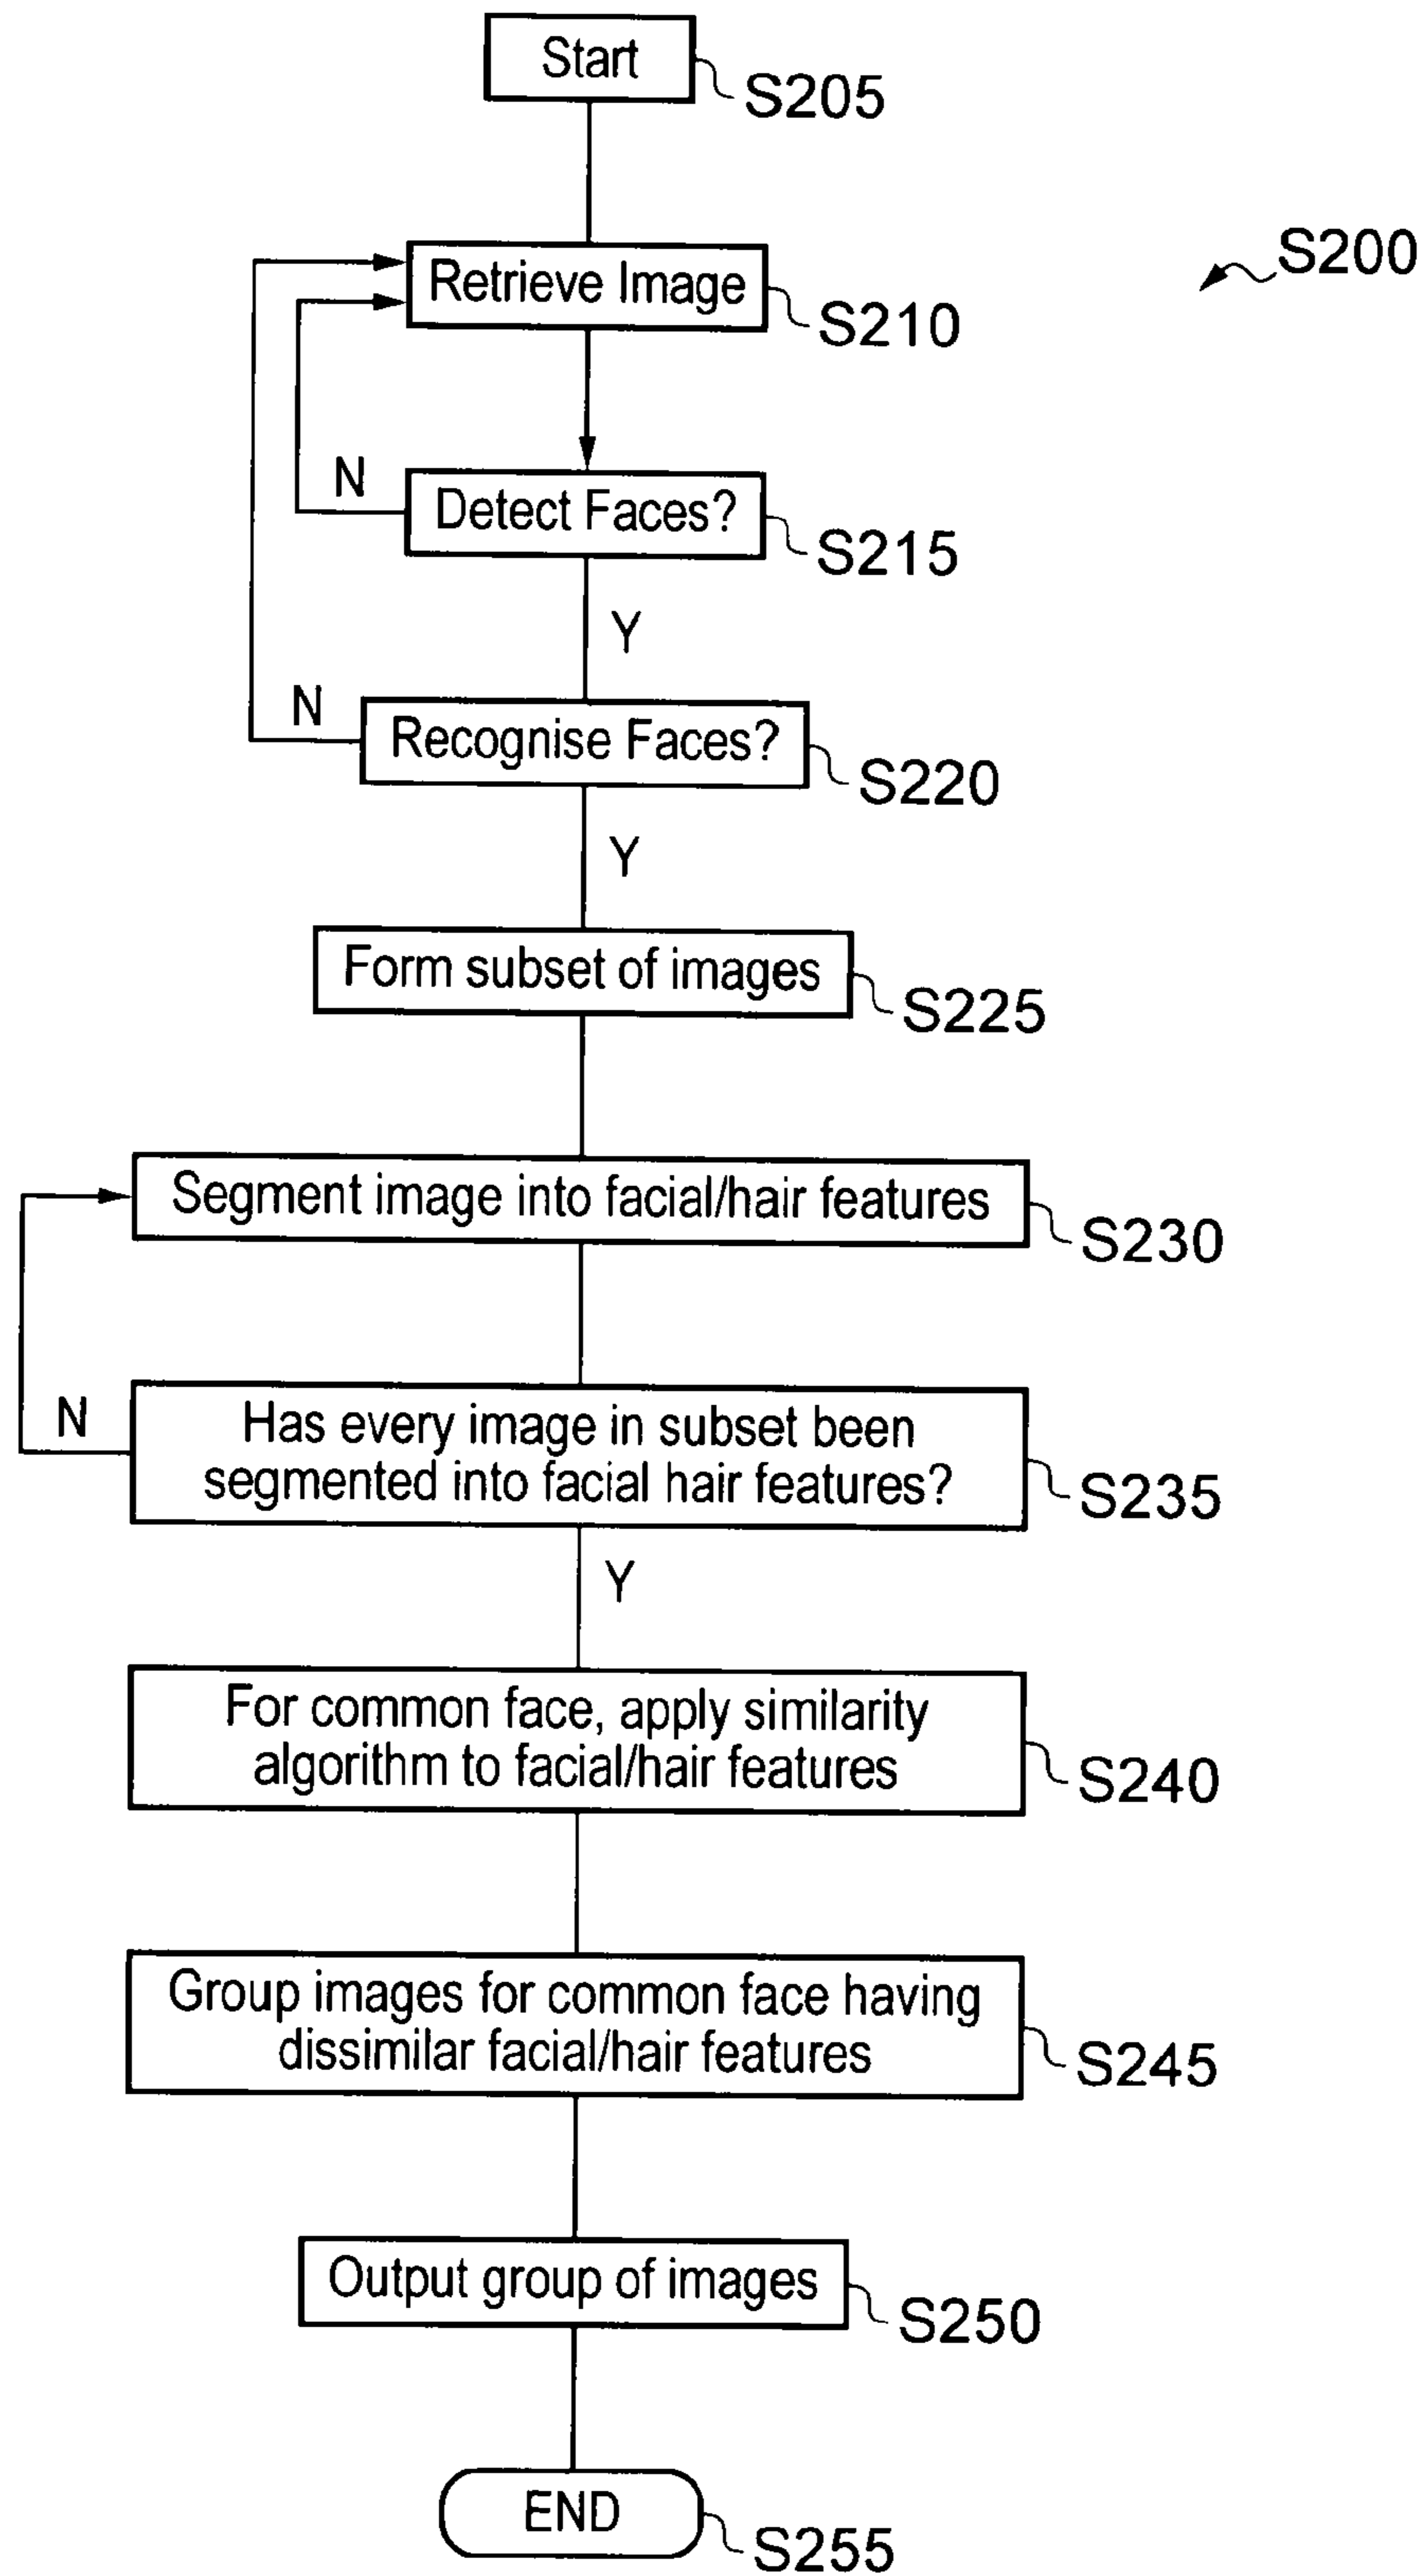 Start
S205
S200
Retrieve Image
S210
N
Detect Faces?
S215
Y
N
Recognise Faces?
S220
Y
Form subset of images
S225
Segment image into facial/hair features
S230
N
Has every image in subset been
segmented into facial hair features?
S235
Y
For common face, apply similarity
algorithm to facial/hair features
S240
Group images for common face having
dissimilar facial/hair features
S245
Output group of images
S250
END
S255